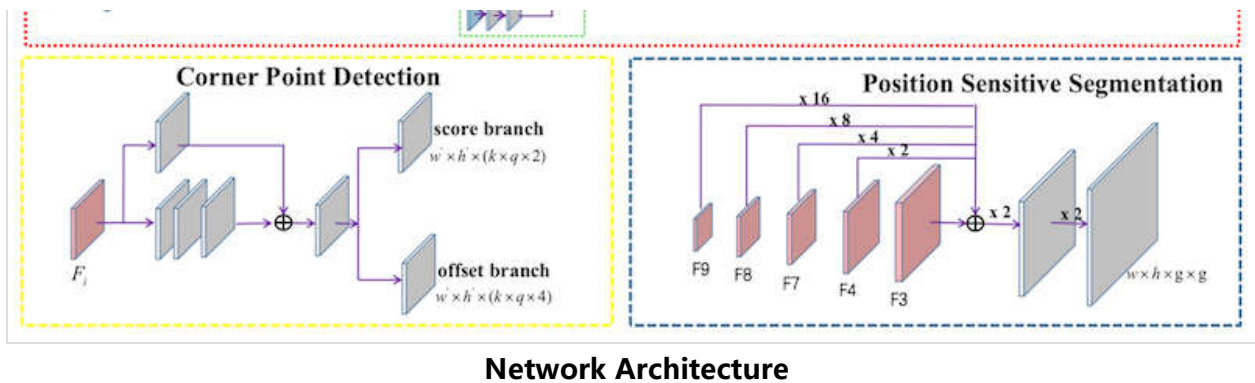 Corner Point Detection
score branch
w' × h' × (k × q × 2)
F_i
offset branch
w' × h' × (k × q × 4)
Position Sensitive Segmentation
x 16
x 8
x 4
x 2
x 2
x 2
F9
F8
F7
F4
F3
w × h × g × g
Network Architecture